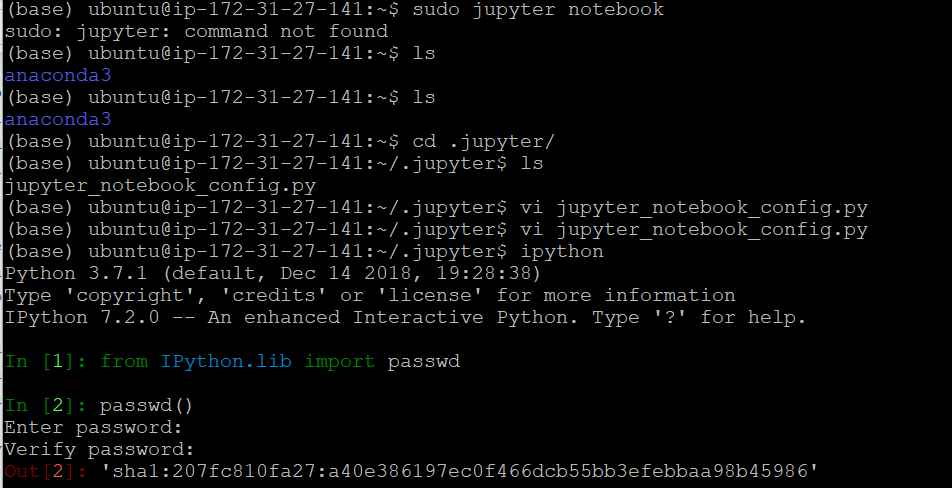 (base) ubuntu@ip-172-31-27-141:~$ sudo jupyter notebook
sudo: jupyter: command not found
(base) ubuntu@ip-172-31-27-141:~$ ls
anaconda3
(base) ubuntu@ip-172-31-27-141:~$ ls
anaconda3
(base) ubuntu@ip-172-31-27-141:~$ cd .jupyter/
(base) ubuntu@ip-172-31-27-141:~/.jupyter$ ls
jupyter_notebook_config.py
(base) ubuntu@ip-172-31-27-141:~/.jupyter$ vi jupyter_notebook_config.py
(base) ubuntu@ip-172-31-27-141:~/.jupyter$ vi jupyter_notebook_config.py
(base) ubuntu@ip-172-31-27-141:~/.jupyter$ ipython
Python 3.7.1 (default, Dec 14 2018, 19:28:38)
Type 'copyright', 'credits' or 'license' for more information
IPython 7.2.0 -- An enhanced Interactive Python. Type '?' for help.
In [1]: from IPython.lib import passwd
In [2]: passwd()
Enter password:
Verify password:
Out[2]: 'sha1:207fc810fa27:a40e386197ec0f466dcb55bb3efebbaa98b45986'